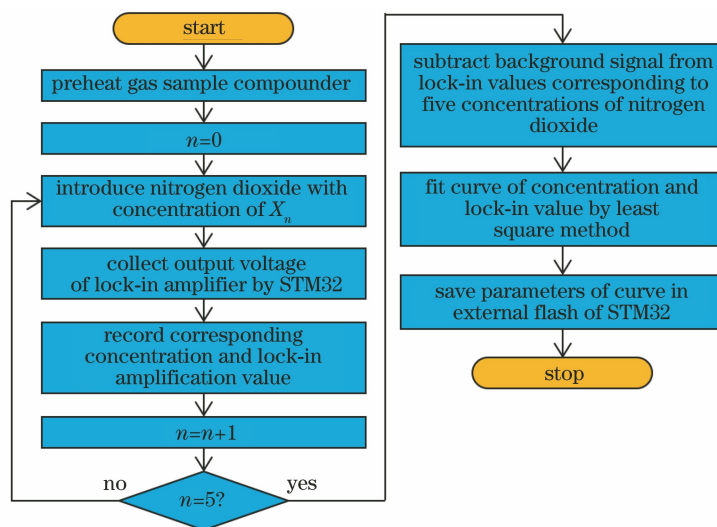 start
preheat gas sample compounder
n=0
introduce nitrogen dioxide with
concentration of Xn
collect output voltage
of lock-in amplifier by STM32
record corresponding
concentration and lock-in
amplification value
n=n+1
no
n=5?
yes
subtract background signal from
lock-in values corresponding to
five concentrations of nitrogen
dioxide
fit curve of concentration and
lock-in value by least
square method
save parameters of curve in
external flash of STM32
stop